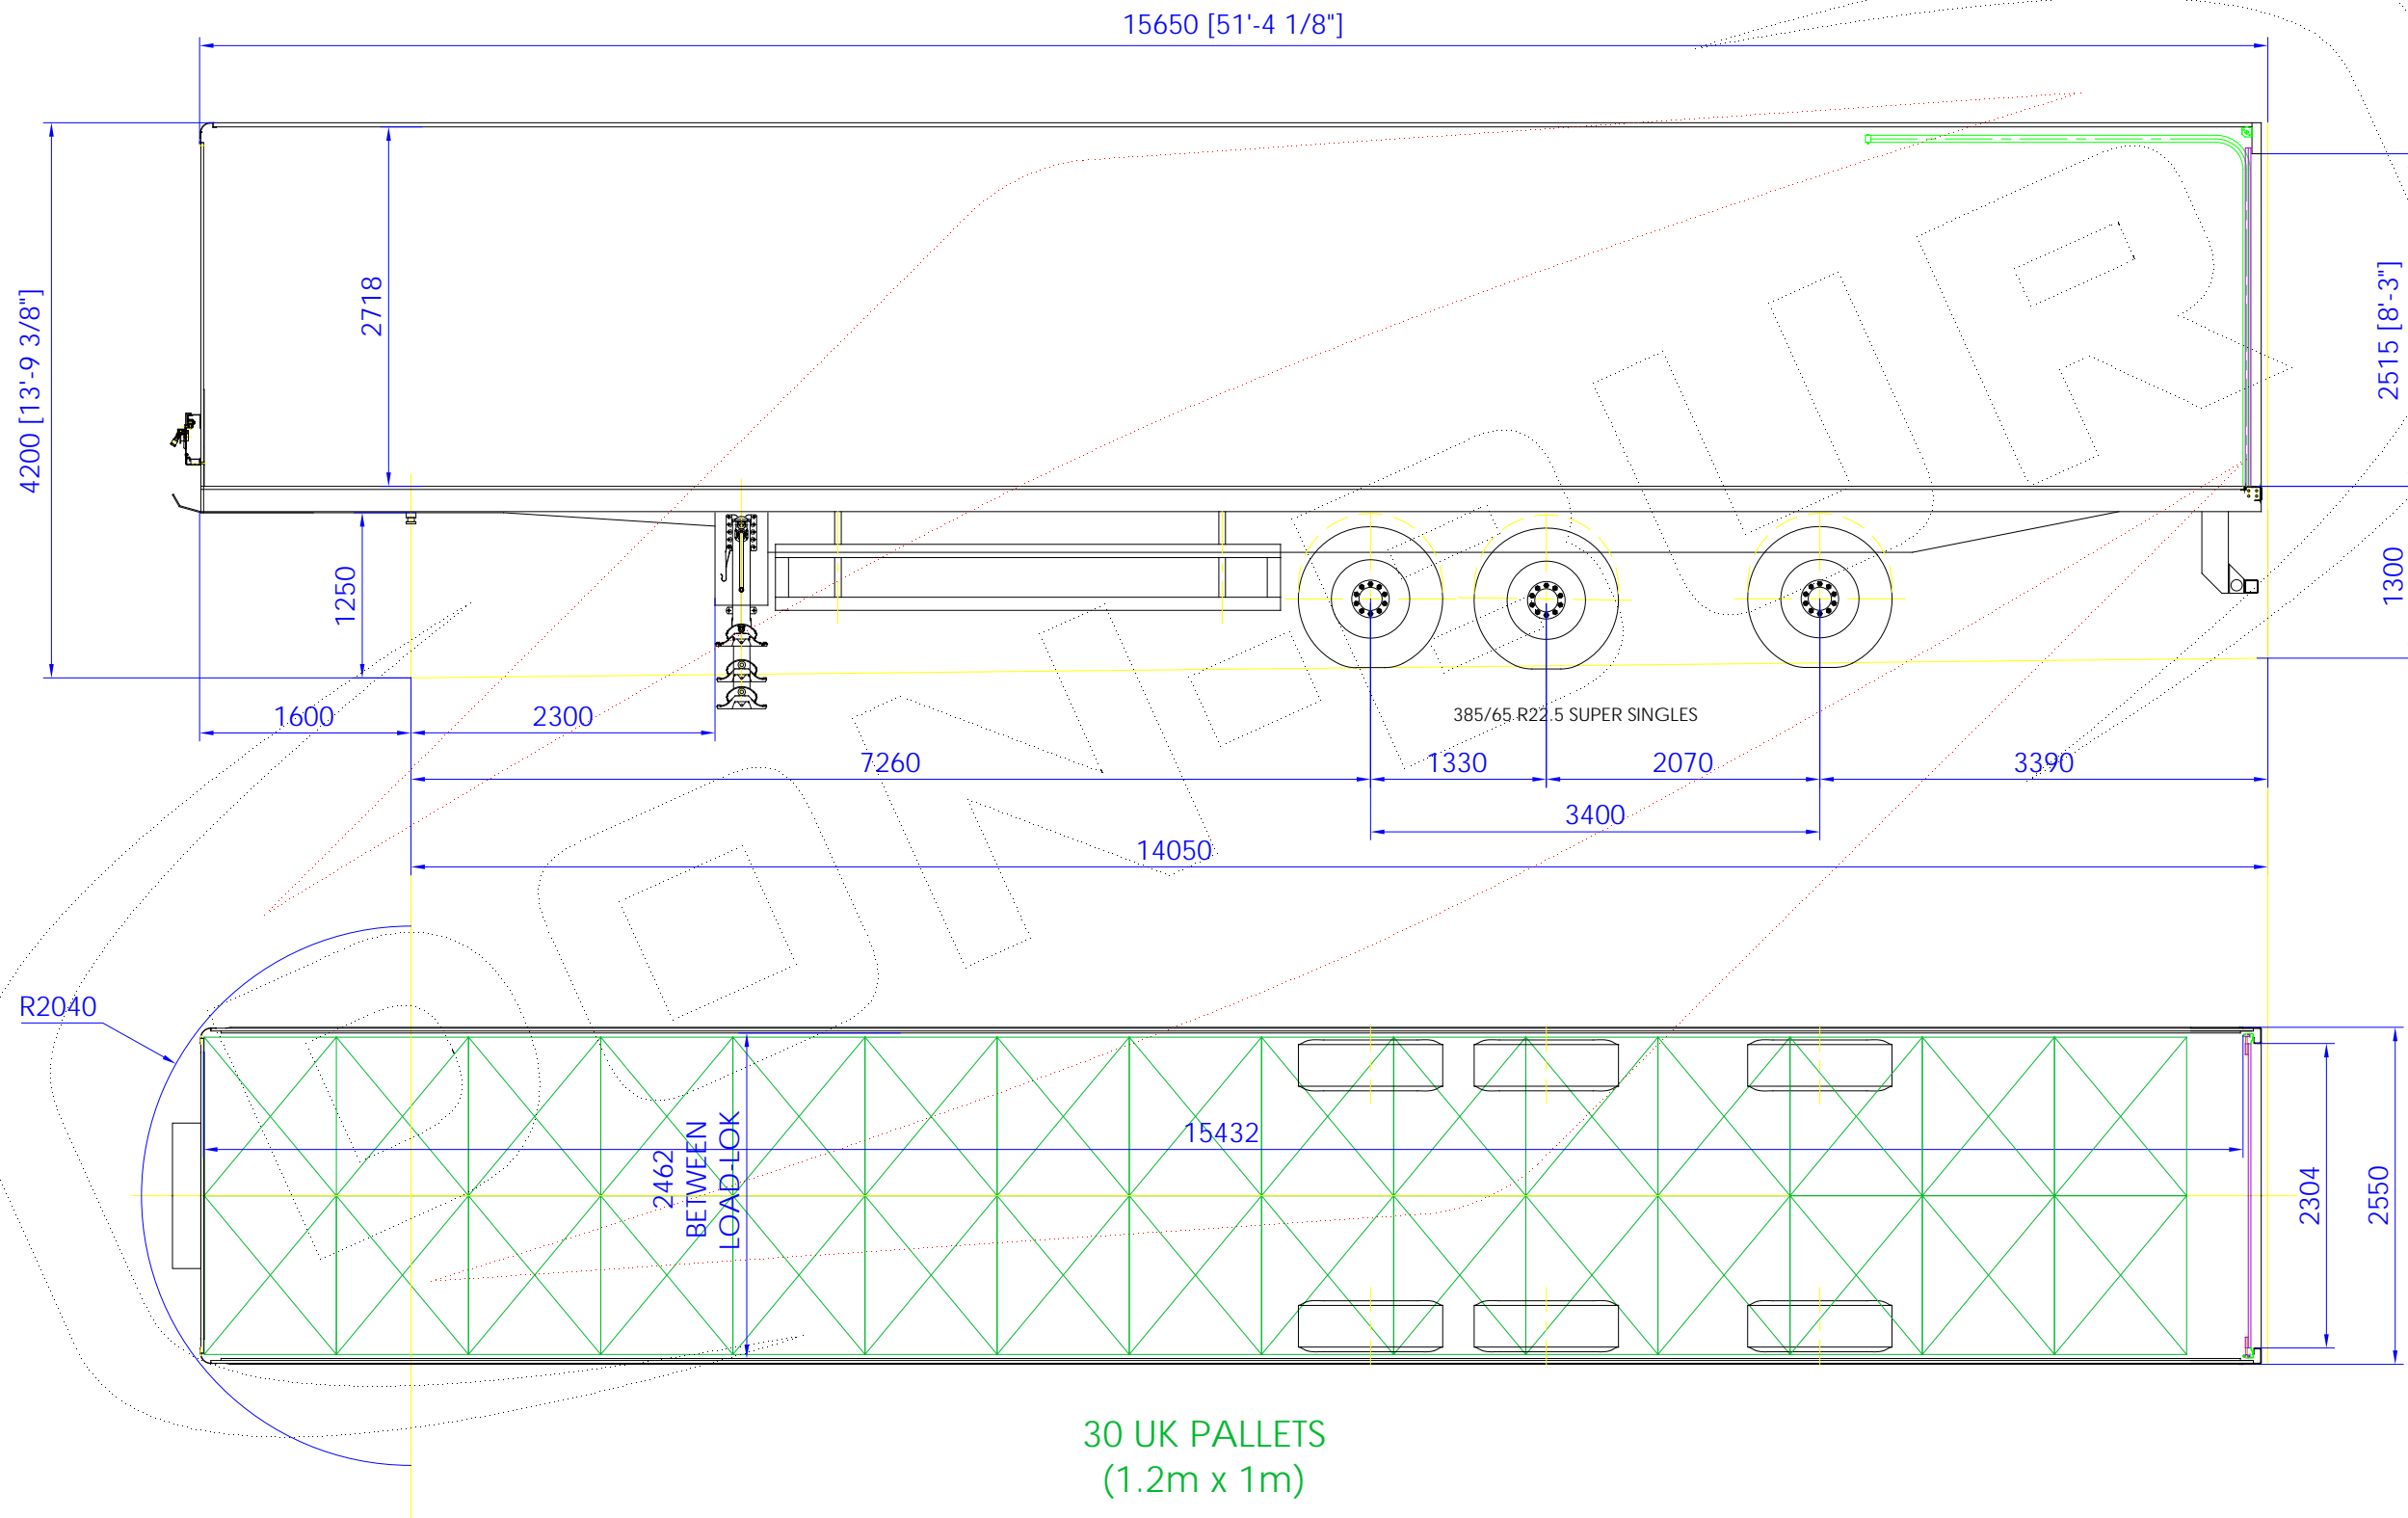 15650 [51'-4 1/8"]
4200 [13'-9 3/8"]
2718
2515 [8'-3"]
1250
1300
1600
2300
385/65 R22.5 SUPER SINGLES
7260
1330
2070
3390
3400
14050
DON-BUR
R2040
15432
2462
BETWEEN
LOAD-LOK
2304
2550
30 UK PALLETS
(1.2m x 1m)